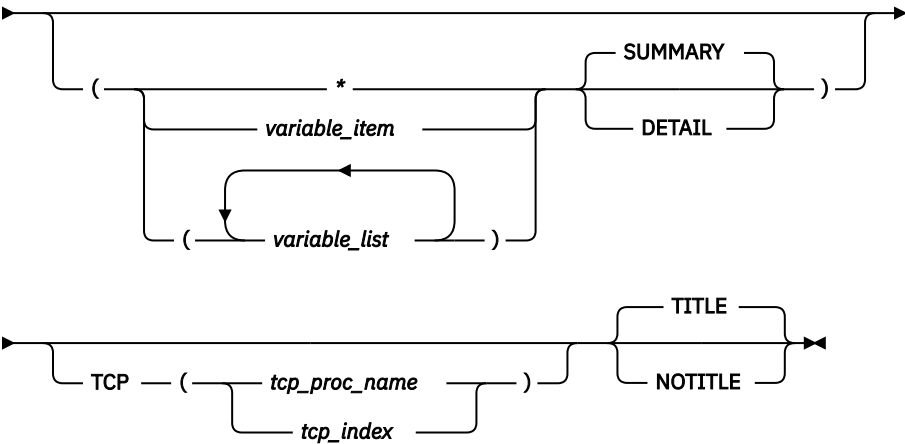 SUMMARY
( * )
variable_item DETAIL
( variable_list )
TITLE
TCP ( tcp_proc_name ) NOTITLE
tcp_index